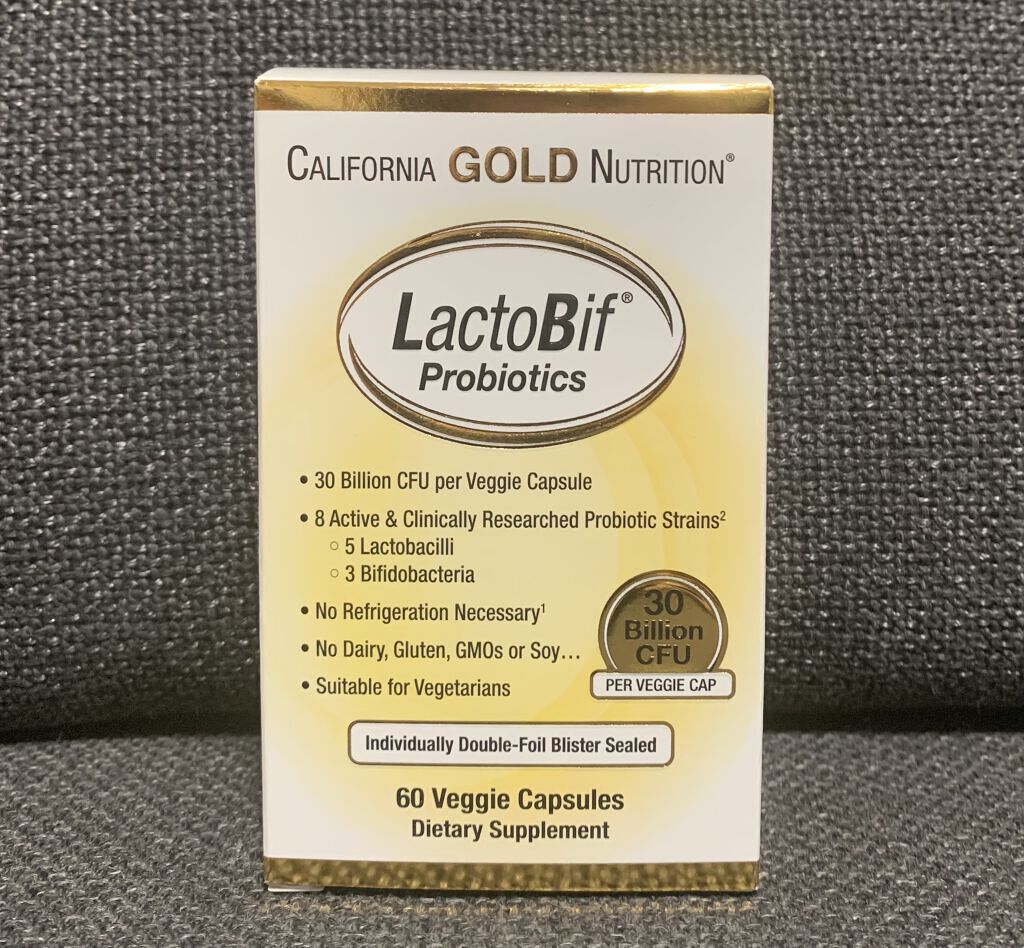 CALIFORNIA GOLD NUTRITION®
LactoBif®
Probiotics
• 30 Billion CFU per Veggie Capsule
• 8 Active & Clinically Researched Probiotic Strains²
○ 5 Lactobacilli
○ 3 Bifidobacteria
• No Refrigeration Necessary¹
• No Dairy, Gluten, GMOs or Soy…
• Suitable for Vegetarians
30
Billion
CFU
PER VEGGIE CAP
Individually Double-Foil Blister Sealed
60 Veggie Capsules
Dietary Supplement